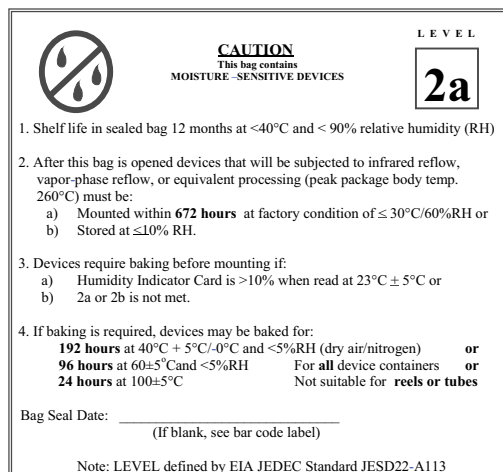 LEVEL
CAUTION
This bag contains
MOISTURE –SENSITIVE DEVICES
2a
1. Shelf life in sealed bag 12 months at <40°C and < 90% relative humidity (RH)
2. After this bag is opened devices that will be subjected to infrared reflow,
vapor-phase reflow, or equivalent processing (peak package body temp.
260°C) must be:
a) Mounted within 672 hours at factory condition of ≤ 30°C/60%RH or
b) Stored at ≤10% RH.
3. Devices require baking before mounting if:
a) Humidity Indicator Card is >10% when read at 23°C ± 5°C or
b) 2a or 2b is not met.
4. If baking is required, devices may be baked for:
192 hours at 40°C + 5°C/-0°C and <5%RH (dry air/nitrogen) or
96 hours at 60±5°Cand <5%RH For all device containers or
24 hours at 100±5°C Not suitable for reels or tubes
Bag Seal Date: ______________________________
(If blank, see bar code label)
Note: LEVEL defined by EIA JEDEC Standard JESD22-A113